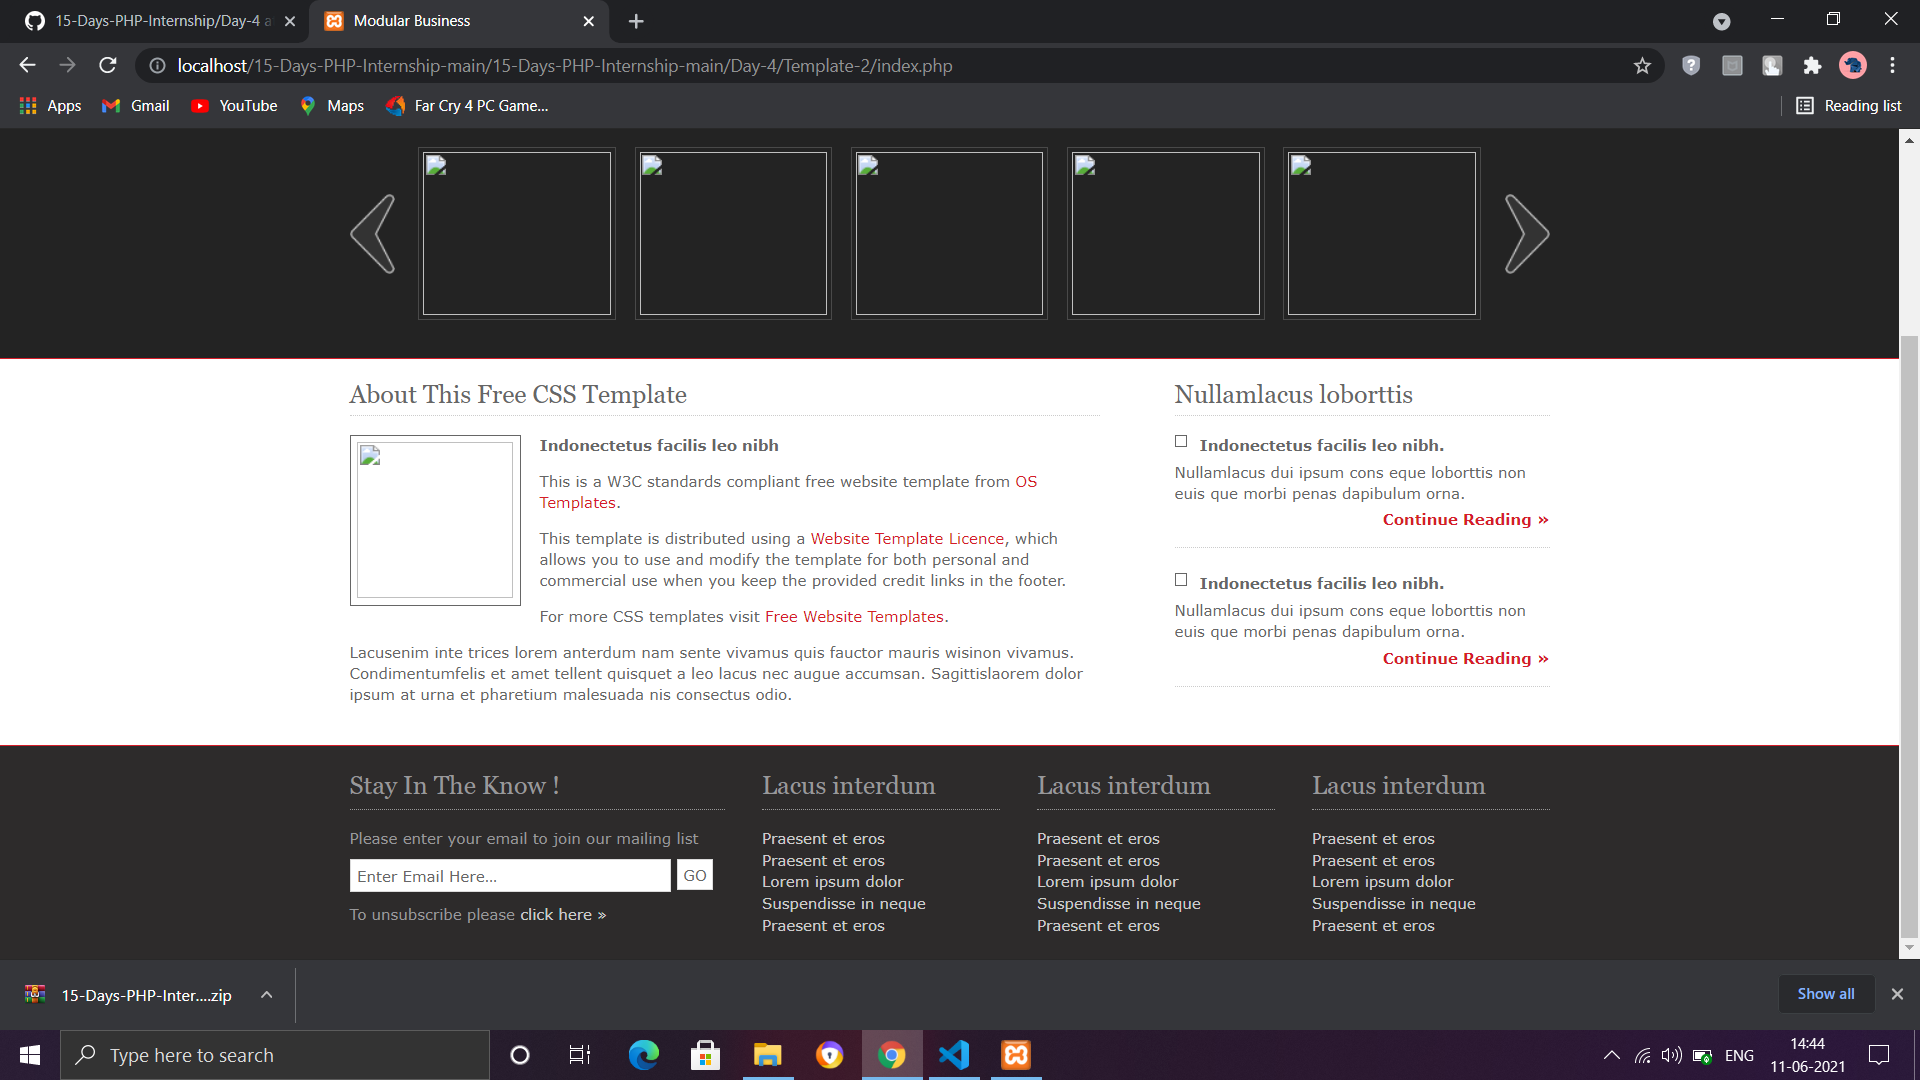 15-Days-PHP-Internship/Day-4 a
Modular Business
localhost/15-Days-PHP-Internship-main/15-Days-PHP-Internship-main/Day-4/Template-2/index.php
Apps
Gmail
YouTube
Maps
Far Cry 4 PC Game...
Reading list
About This Free CSS Template
Indonectetus facilis leo nibh
This is a W3C standards compliant free website template from OS
Templates.
This template is distributed using a Website Template Licence, which
allows you to use and modify the template for both personal and
commercial use when you keep the provided credit links in the footer.
For more CSS templates visit Free Website Templates.
Lacusenim inte trices lorem anterdum nam sente vivamus quis fauctor mauris wisinon vivamus.
Condimentumfelis et amet tellent quisquet a leo lacus nec augue accumsan. Sagittislaorem dolor
ipsum at urna et pharetium malesuada nis consectus odio.
Nullamlacus loborttis
Indonectetus facilis leo nibh.
Nullamlacus dui ipsum cons eque loborttis non
euis que morbi penas dapibulum orna.
Continue Reading »
Indonectetus facilis leo nibh.
Nullamlacus dui ipsum cons eque loborttis non
euis que morbi penas dapibulum orna.
Continue Reading »
Stay In The Know !
Please enter your email to join our mailing list
Enter Email Here...
GO
To unsubscribe please click here »
Lacus interdum
Praesent et eros
Praesent et eros
Lorem ipsum dolor
Suspendisse in neque
Praesent et eros
Lacus interdum
Praesent et eros
Praesent et eros
Lorem ipsum dolor
Suspendisse in neque
Praesent et eros
Lacus interdum
Praesent et eros
Praesent et eros
Lorem ipsum dolor
Suspendisse in neque
Praesent et eros
15-Days-PHP-Inter....zip
Show all
Type here to search
ENG
14:44
11-06-2021